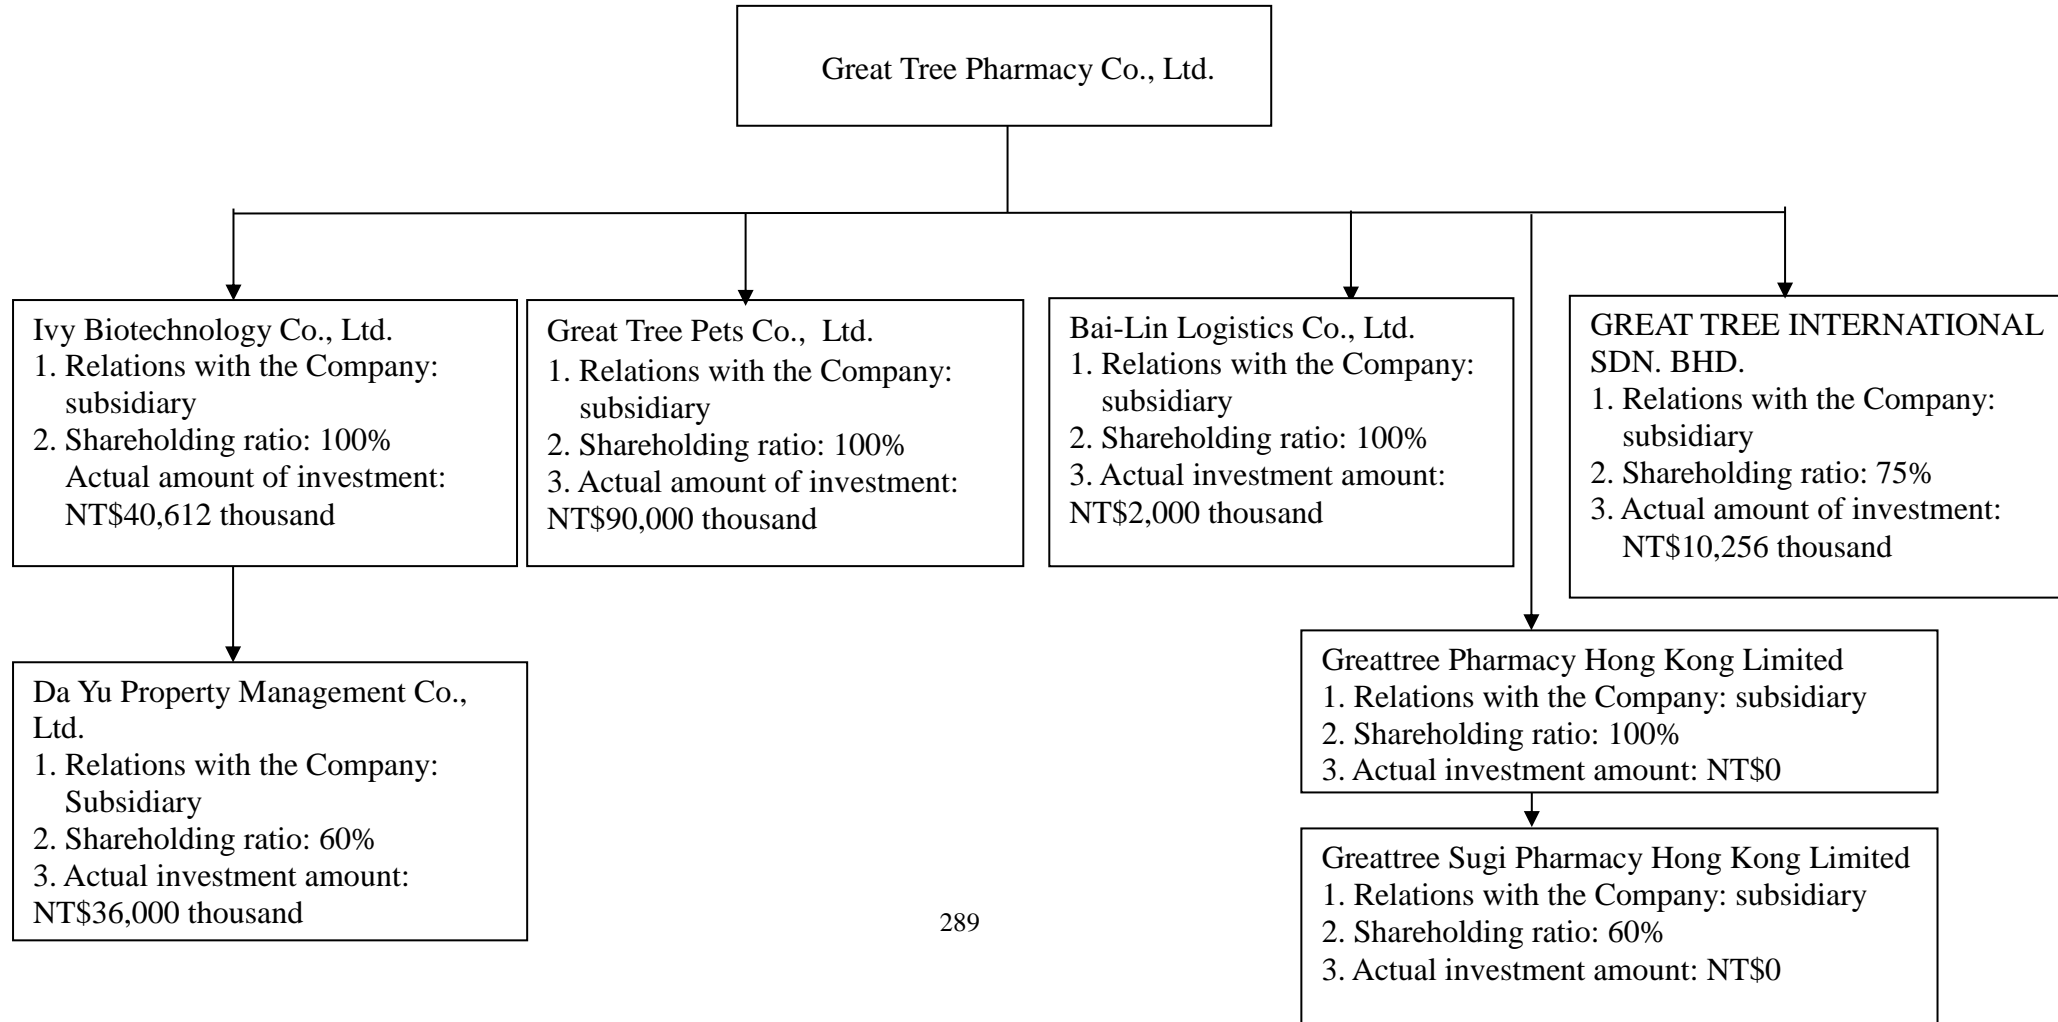 Great Tree Pharmacy Co., Ltd.
Ivy Biotechnology Co., Ltd.
1. Relations with the Company:
subsidiary
2. Shareholding ratio: 100%
Actual amount of investment:
NT$40,612 thousand
Great Tree Pets Co., Ltd.
1. Relations with the Company:
subsidiary
2. Shareholding ratio: 100%
3. Actual amount of investment:
NT$90,000 thousand
Bai-Lin Logistics Co., Ltd.
1. Relations with the Company:
subsidiary
2. Shareholding ratio: 100%
3. Actual investment amount:
NT$2,000 thousand
GREAT TREE INTERNATIONAL
SDN. BHD.
1. Relations with the Company:
subsidiary
2. Shareholding ratio: 75%
3. Actual amount of investment:
NT$10,256 thousand
Da Yu Property Management Co.,
Ltd.
1. Relations with the Company:
Subsidiary
2. Shareholding ratio: 60%
3. Actual investment amount:
NT$36,000 thousand
Greattree Pharmacy Hong Kong Limited
1. Relations with the Company: subsidiary
2. Shareholding ratio: 100%
3. Actual investment amount: NT$0
Greattree Sugi Pharmacy Hong Kong Limited
1. Relations with the Company: subsidiary
2. Shareholding ratio: 60%
3. Actual investment amount: NT$0
289